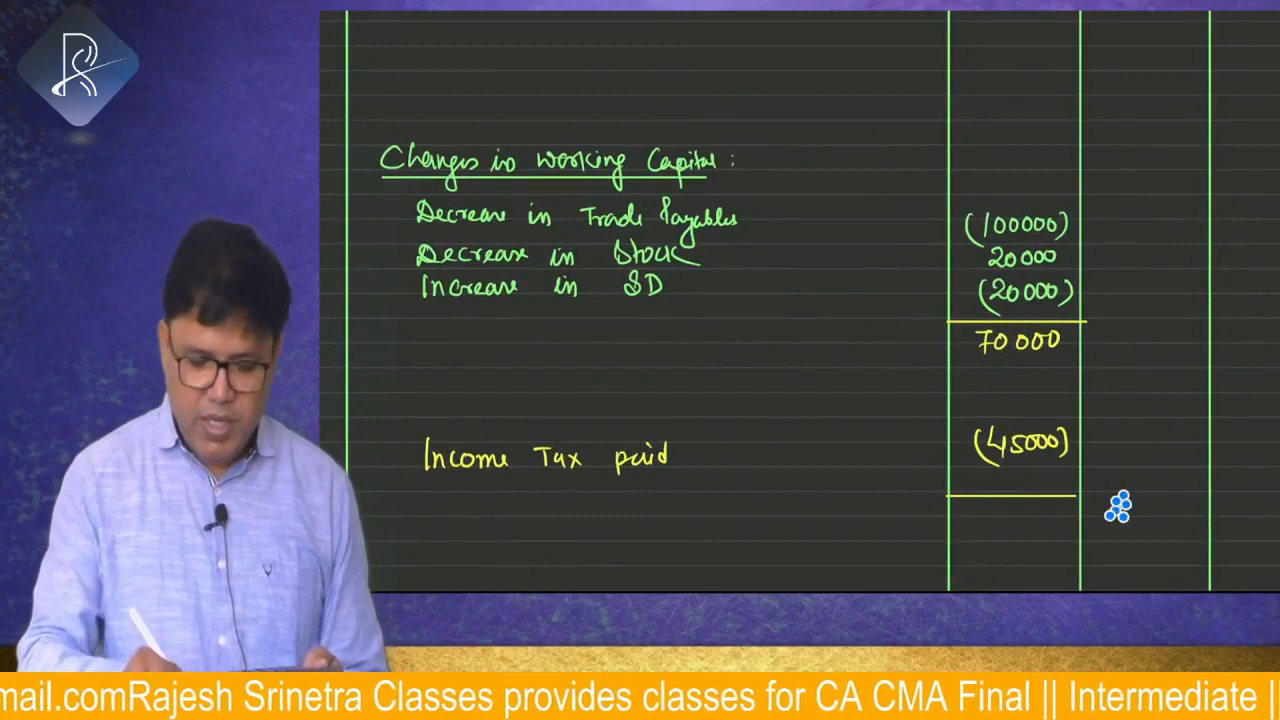 RS
Changes in Working Capital :
Decrease in Trade Payables (100000)
Decrease in Stock 20000
Increase in SD (20000)
70000
Income Tax paid (45000)
mail.comRajesh Srinetra Classes provides classes for CA CMA Final || Intermediate ||